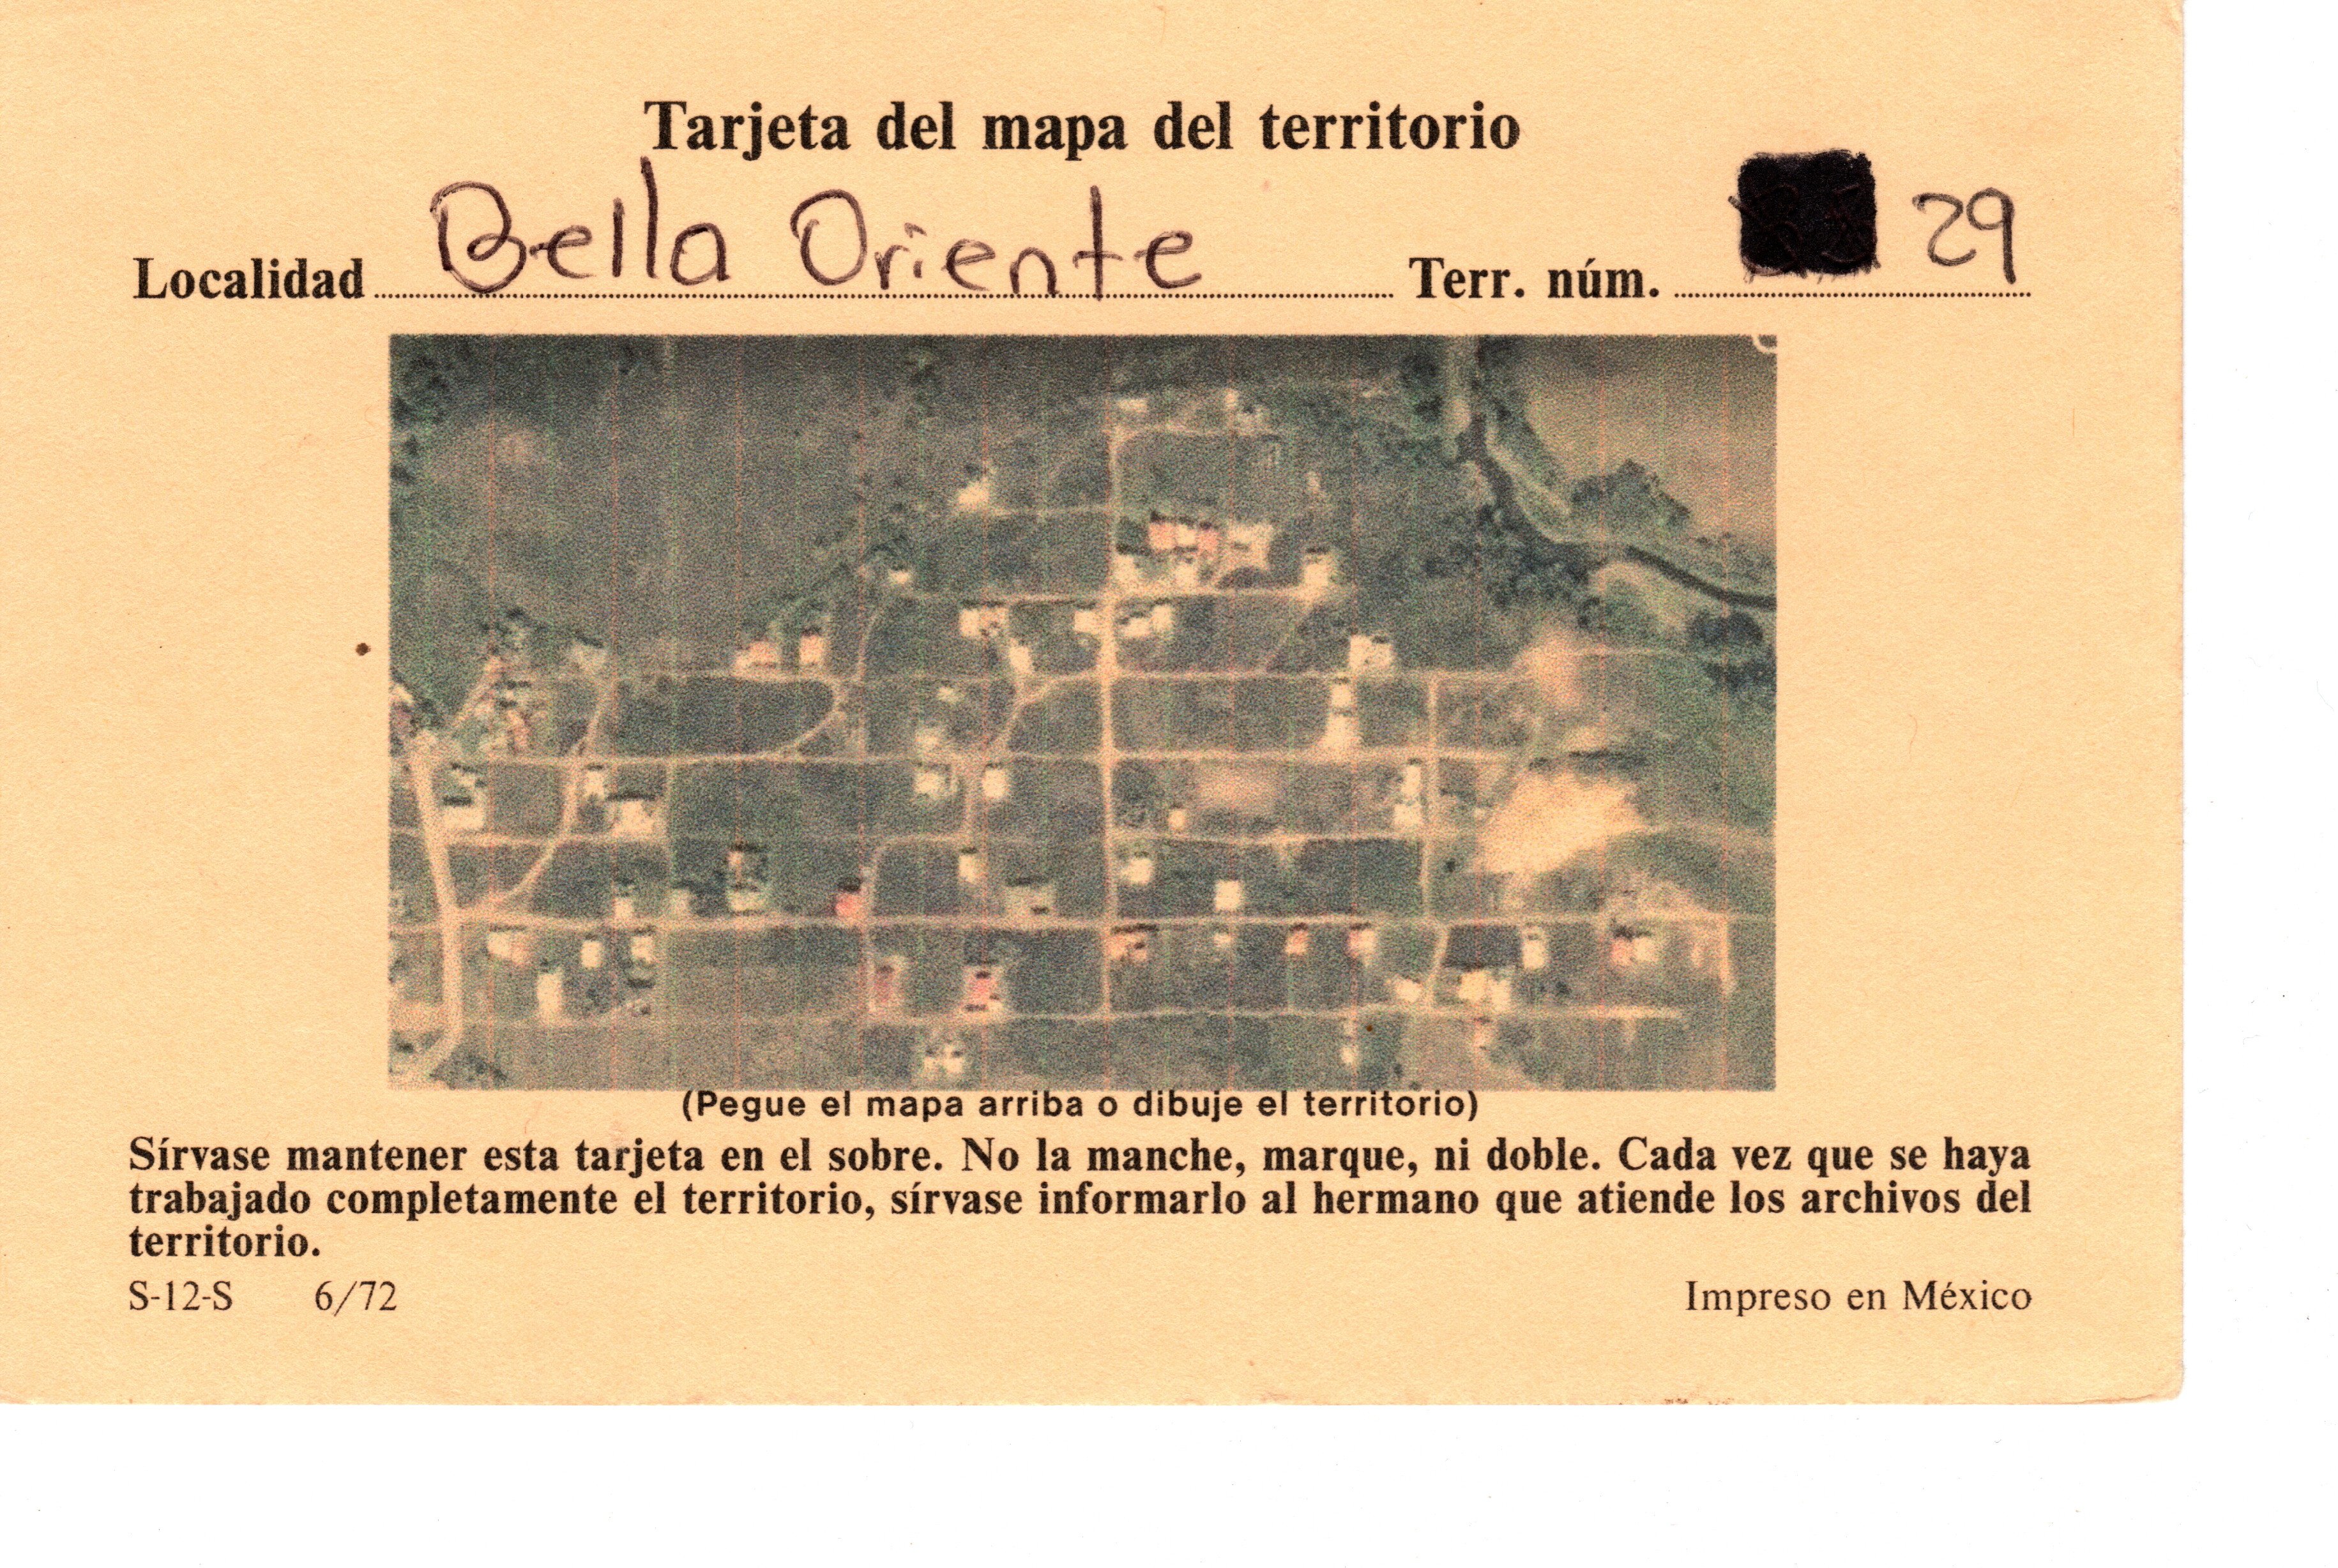 Tarjeta del mapa del territorio
Localidad Bella Oriente Terr. núm. 29
(Pegue el mapa arriba o dibuje el territorio)
Sírvase mantener esta tarjeta en el sobre. No la manche, marque, ni doble. Cada vez que se haya
trabajado completamente el territorio, sírvase informarlo al hermano que atiende los archivos del
territorio.
S-12-S 6/72 Impreso en México